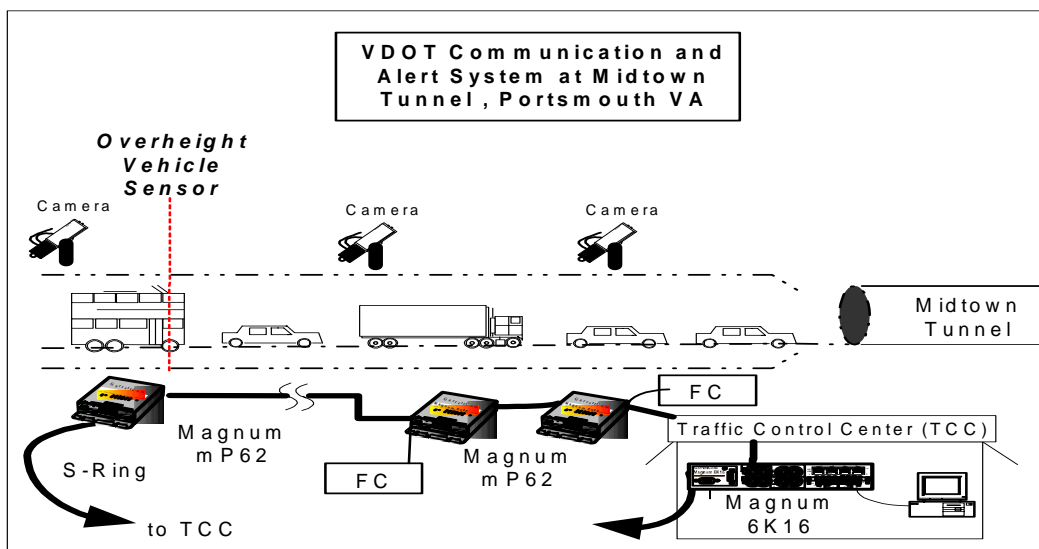 VDOT Communication and
Alert System at Midtown
Tunnel, Portsmouth VA
Overheight
Vehicle
Sensor
Camera
Camera
Camera
Midtown
Tunnel
FC
Traffic Control Center (TCC)
Magnum
mP62
Magnum
mP62
S-Ring
FC
Magnum
6K16
to TCC